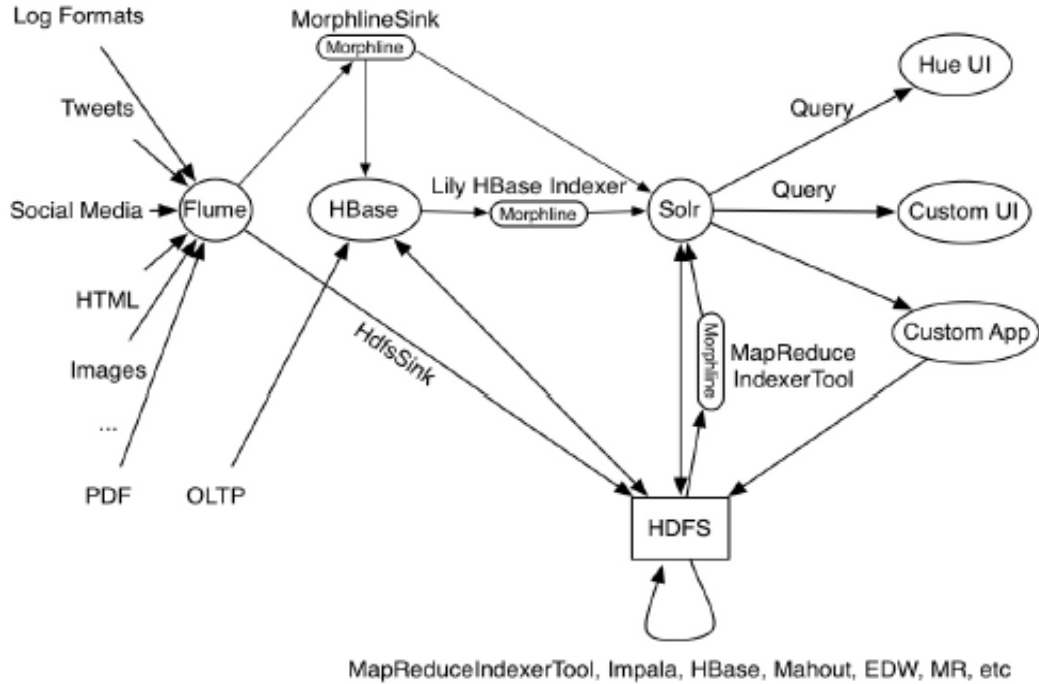 Log Formats
MorphlineSink
Morphline
Hue UI
Tweets
Query
Social Media
Flume
HBase
Lily HBase Indexer
Morphline
Solr
Query
Custom UI
HTML
HdfsSink
Morphline
MapReduce
IndexerTool
Custom App
Images
...
PDF
OLTP
HDFS
MapReduceIndexerTool, Impala, HBase, Mahout, EDW, MR, etc